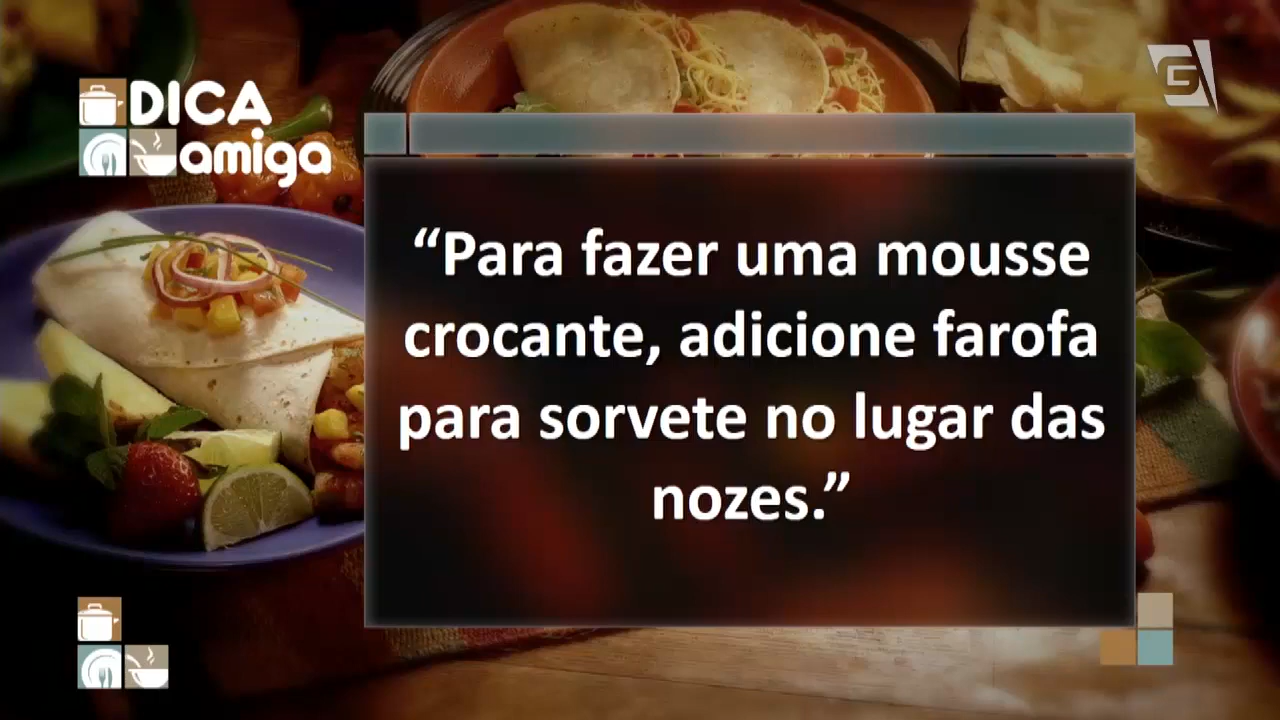 DICA
amiga
“Para fazer uma mousse
crocante, adicione farofa
para sorvete no lugar das
nozes.”
G